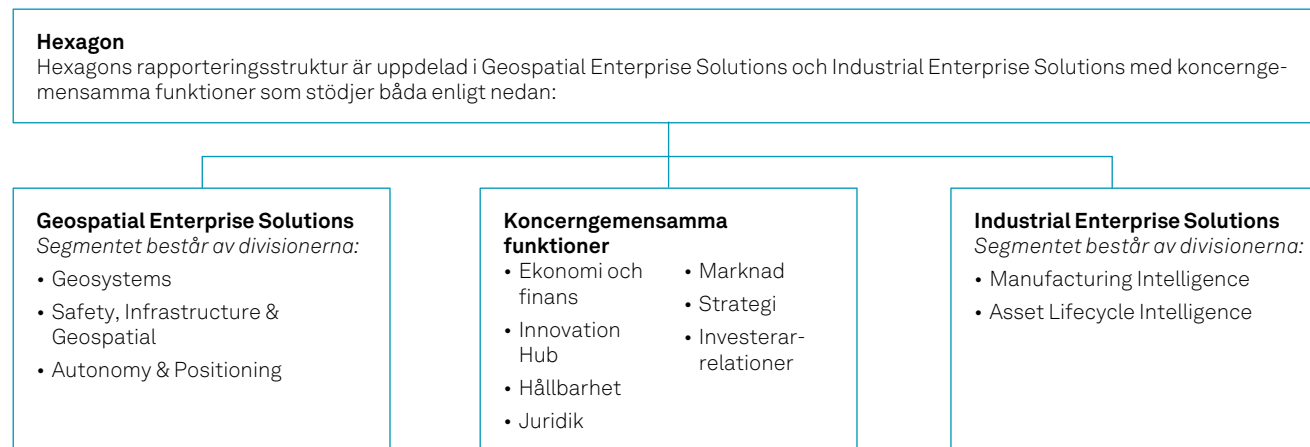 Hexagon
Hexagons rapporteringsstruktur är uppdelad i Geospatial Enterprise Solutions och Industrial Enterprise Solutions med koncernge-
mensamma funktioner som stödjer båda enligt nedan:
Geospatial Enterprise Solutions
Segmentet består av divisionerna:
• Geosystems
• Safety, Infrastructure &
Geospatial
• Autonomy & Positioning
Koncerngemensamma
funktioner
• Ekonomi och
finans
• Innovation
Hub
• Hållbarhet
• Juridik
• Marknad
• Strategi
• Investerar-
relationer
Industrial Enterprise Solutions
Segmentet består av divisionerna:
• Manufacturing Intelligence
• Asset Lifecycle Intelligence